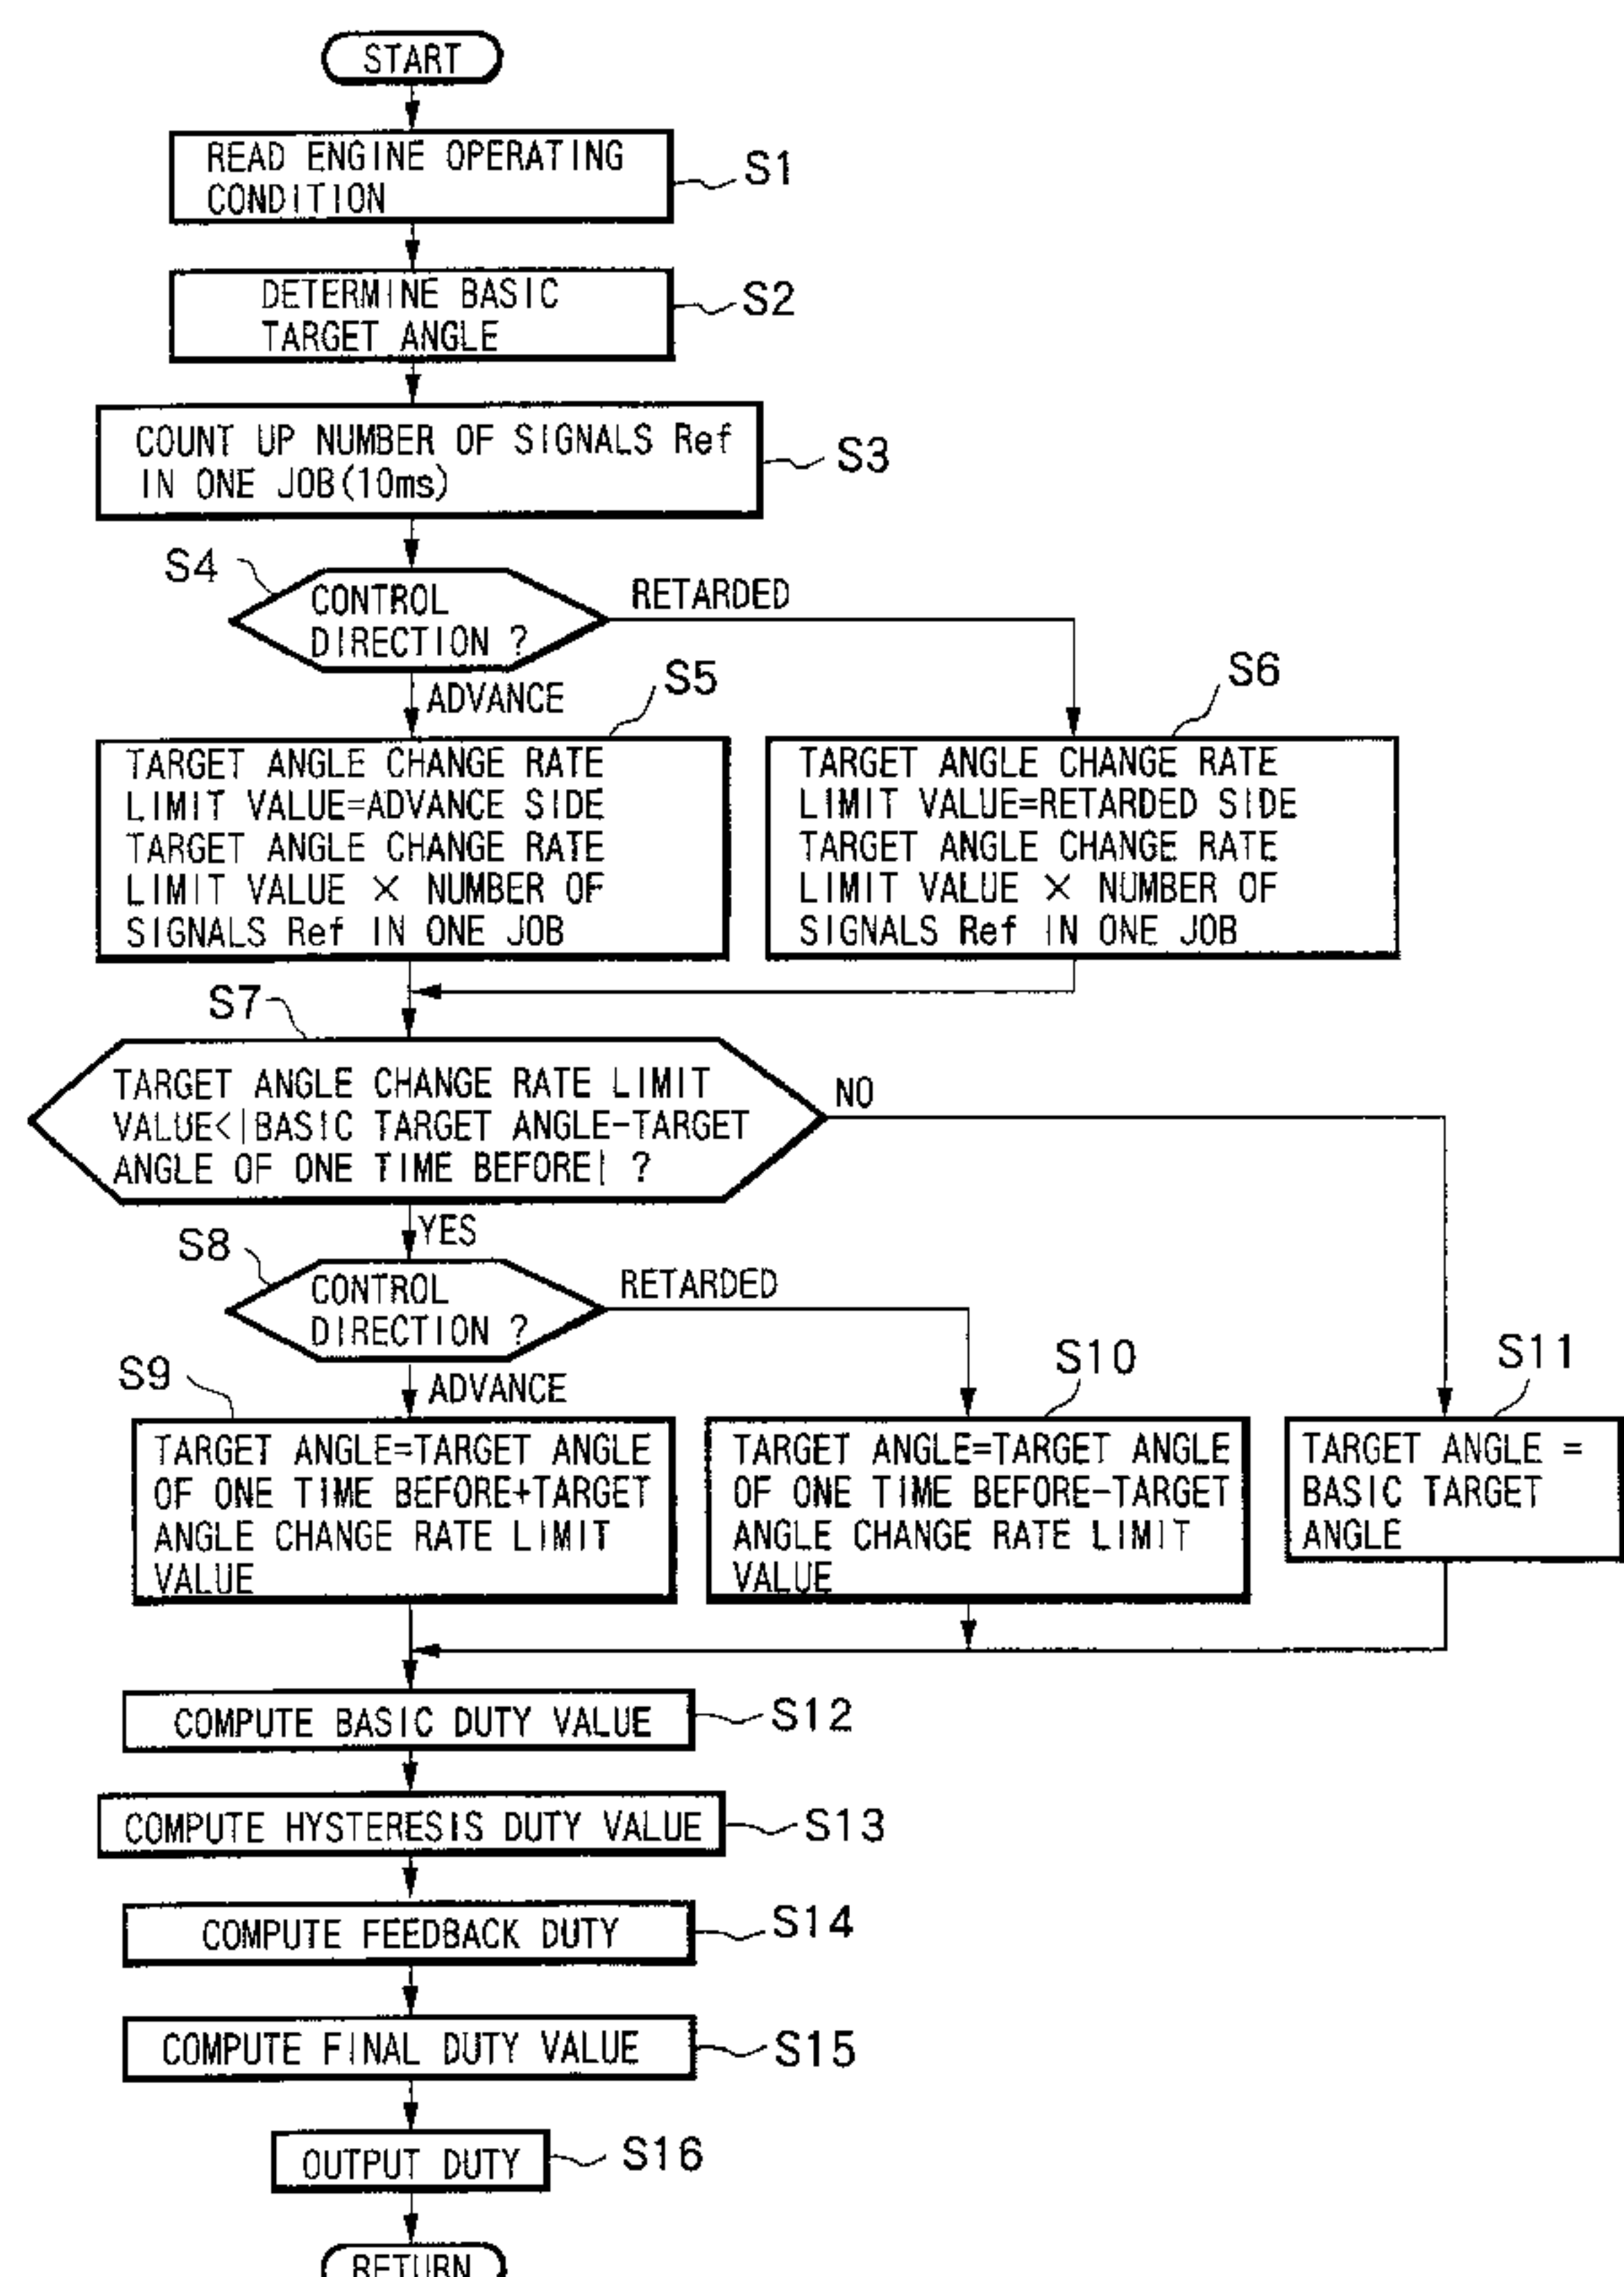 START
READ ENGINE OPERATING
CONDITION
S1
DETERMINE BASIC
TARGET ANGLE
S2
COUNT UP NUMBER OF SIGNALS Ref
IN ONE JOB(10ms)
S3
S4
CONTROL
DIRECTION ?
RETARDED
ADVANCE
S5
TARGET ANGLE CHANGE RATE
LIMIT VALUE=ADVANCE SIDE
TARGET ANGLE CHANGE RATE
LIMIT VALUE × NUMBER OF
SIGNALS Ref IN ONE JOB
S6
TARGET ANGLE CHANGE RATE
LIMIT VALUE=RETARDED SIDE
TARGET ANGLE CHANGE RATE
LIMIT VALUE × NUMBER OF
SIGNALS Ref IN ONE JOB
S7
TARGET ANGLE CHANGE RATE LIMIT
VALUE<|BASIC TARGET ANGLE-TARGET
ANGLE OF ONE TIME BEFORE| ?
NO
YES
S8
CONTROL
DIRECTION ?
RETARDED
ADVANCE
S9
TARGET ANGLE=TARGET ANGLE
OF ONE TIME BEFORE+TARGET
ANGLE CHANGE RATE LIMIT
VALUE
S10
TARGET ANGLE=TARGET ANGLE
OF ONE TIME BEFORE-TARGET
ANGLE CHANGE RATE LIMIT
VALUE
S11
TARGET ANGLE =
BASIC TARGET
ANGLE
COMPUTE BASIC DUTY VALUE
S12
COMPUTE HYSTERESIS DUTY VALUE
S13
COMPUTE FEEDBACK DUTY
S14
COMPUTE FINAL DUTY VALUE
S15
OUTPUT DUTY
S16
RETURN